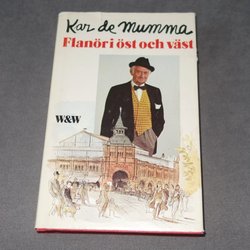 Kar de Mumma
Flanör i öst och väst
W&W